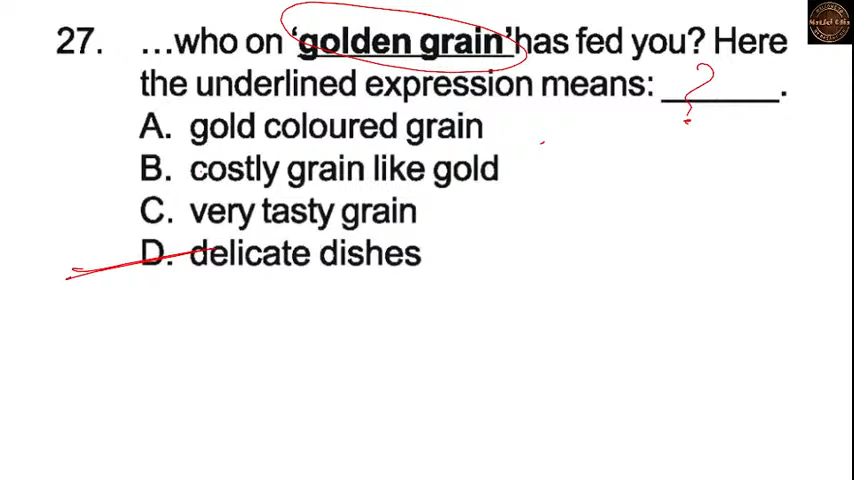 27. ...who on 'golden grain' has fed you? Here
the underlined expression means: ______.
A. gold coloured grain
B. costly grain like gold
C. very tasty grain
D. delicate dishes
?